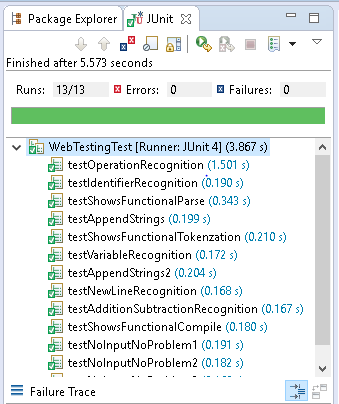 Package Explorer JUnit
Finished after 5.573 seconds
Runs: 13/13 Errors: 0 Failures: 0
WebTestingTest [Runner: JUnit 4] (3.867 s)
testOperationRecognition (1.501 s)
testIdentifierRecognition (0.190 s)
testShowsFunctionalParse (0.343 s)
testAppendStrings (0.199 s)
testShowsFunctionalTokenzation (0.210 s)
testVariableRecognition (0.172 s)
testAppendStrings2 (0.204 s)
testNewLineRecognition (0.168 s)
testAdditionSubtractionRecognition (0.167 s)
testShowsFunctionalCompile (0.180 s)
testNoInputNoProblem1 (0.191 s)
testNoInputNoProblem2 (0.182 s)
Failure Trace